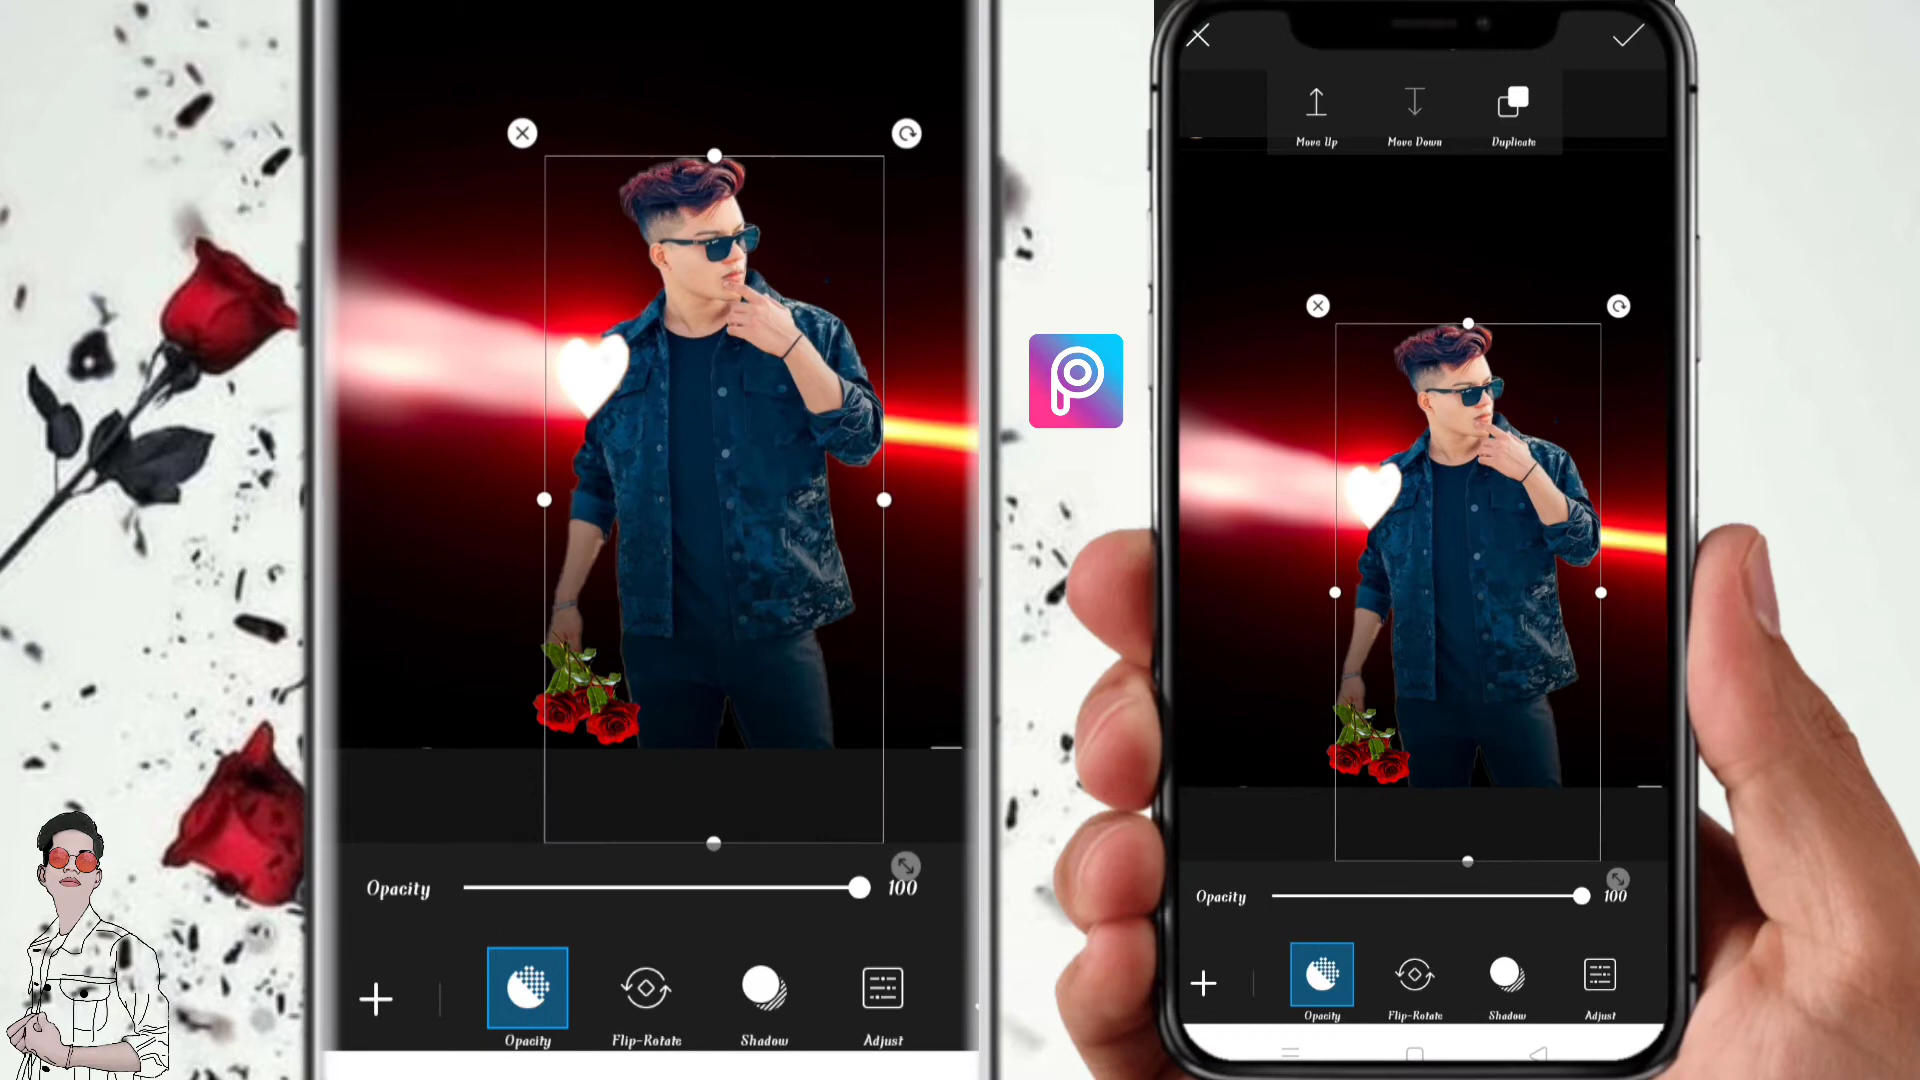 Opacity
100
Opacity
Flip-Rotate
Shadow
Adjust
Move Up
Move Down
Duplicate
Opacity
100
Opacity
Flip-Rotate
Shadow
Adjust